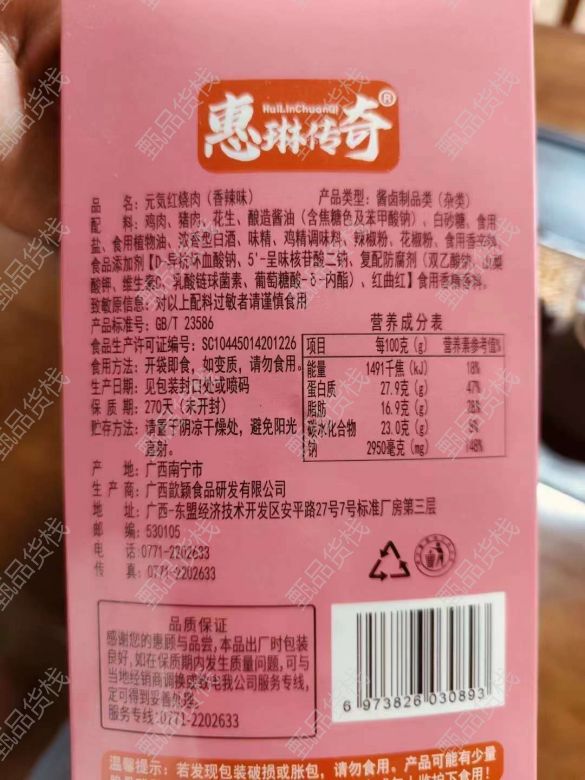 HuiLinChuanQi
惠琳传奇®
品 名：元気红烧肉（香辣味） 产品类型：酱卤制品类（杂类）
配 料：鸡肉、猪肉、花生、酿造酱油（含焦糖色及苯甲酸钠）、白砂糖、食用
盐、食用植物油、浓香型白酒、味精、鸡精调味料、辣椒粉、花椒粉、食用香辛料、
食品添加剂【D-异抗坏血酸钠、5'-呈味核苷酸二钠、复配防腐剂（双乙酸钠、山梨
酸钾、维生素C、乳酸链球菌素、葡萄糖酸-δ-内酯）、红曲红】食用香精香料。
致敏原信息：对以上配料过敏者请谨慎食用
产品标准号：GB/T 23586
食品生产许可证编号：SC10445014201226
食用方法：开袋即食，如变质，请勿食用。
生产日期：见包装封口处或喷码
保 质 期：270天（未开封）
贮存方法：请置于阴凉干燥处，避免阳光
直射。
营养成分表
项目 每100克(g) 营养素参考值%
能量 1491千焦(kJ) 18%
蛋白质 27.9克(g) 47%
脂肪 16.9克(g) 28%
碳水化合物 23.0克(g) 8%
钠 2950毫克(mg) 148%
产 地：广西南宁市
生 产 商：广西歆颖食品研发有限公司
地 址：广西-东盟经济技术开发区安平路27号7号标准厂房第三层
邮 编：530105
电 话:0771-2202633
传 真：0771-2202633
品质保证
感谢您的惠顾与品尝，本品出厂时包装
良好，如在保质期内发生质量问题，可与
当地经销商调换或致电我公司服务专线，
定可得到妥善处理。
服务专线:0771-2202633
6 973826 030893
温馨提示：若发现包装破损或胀包，请勿食用。产品可能有少量
甄品货栈